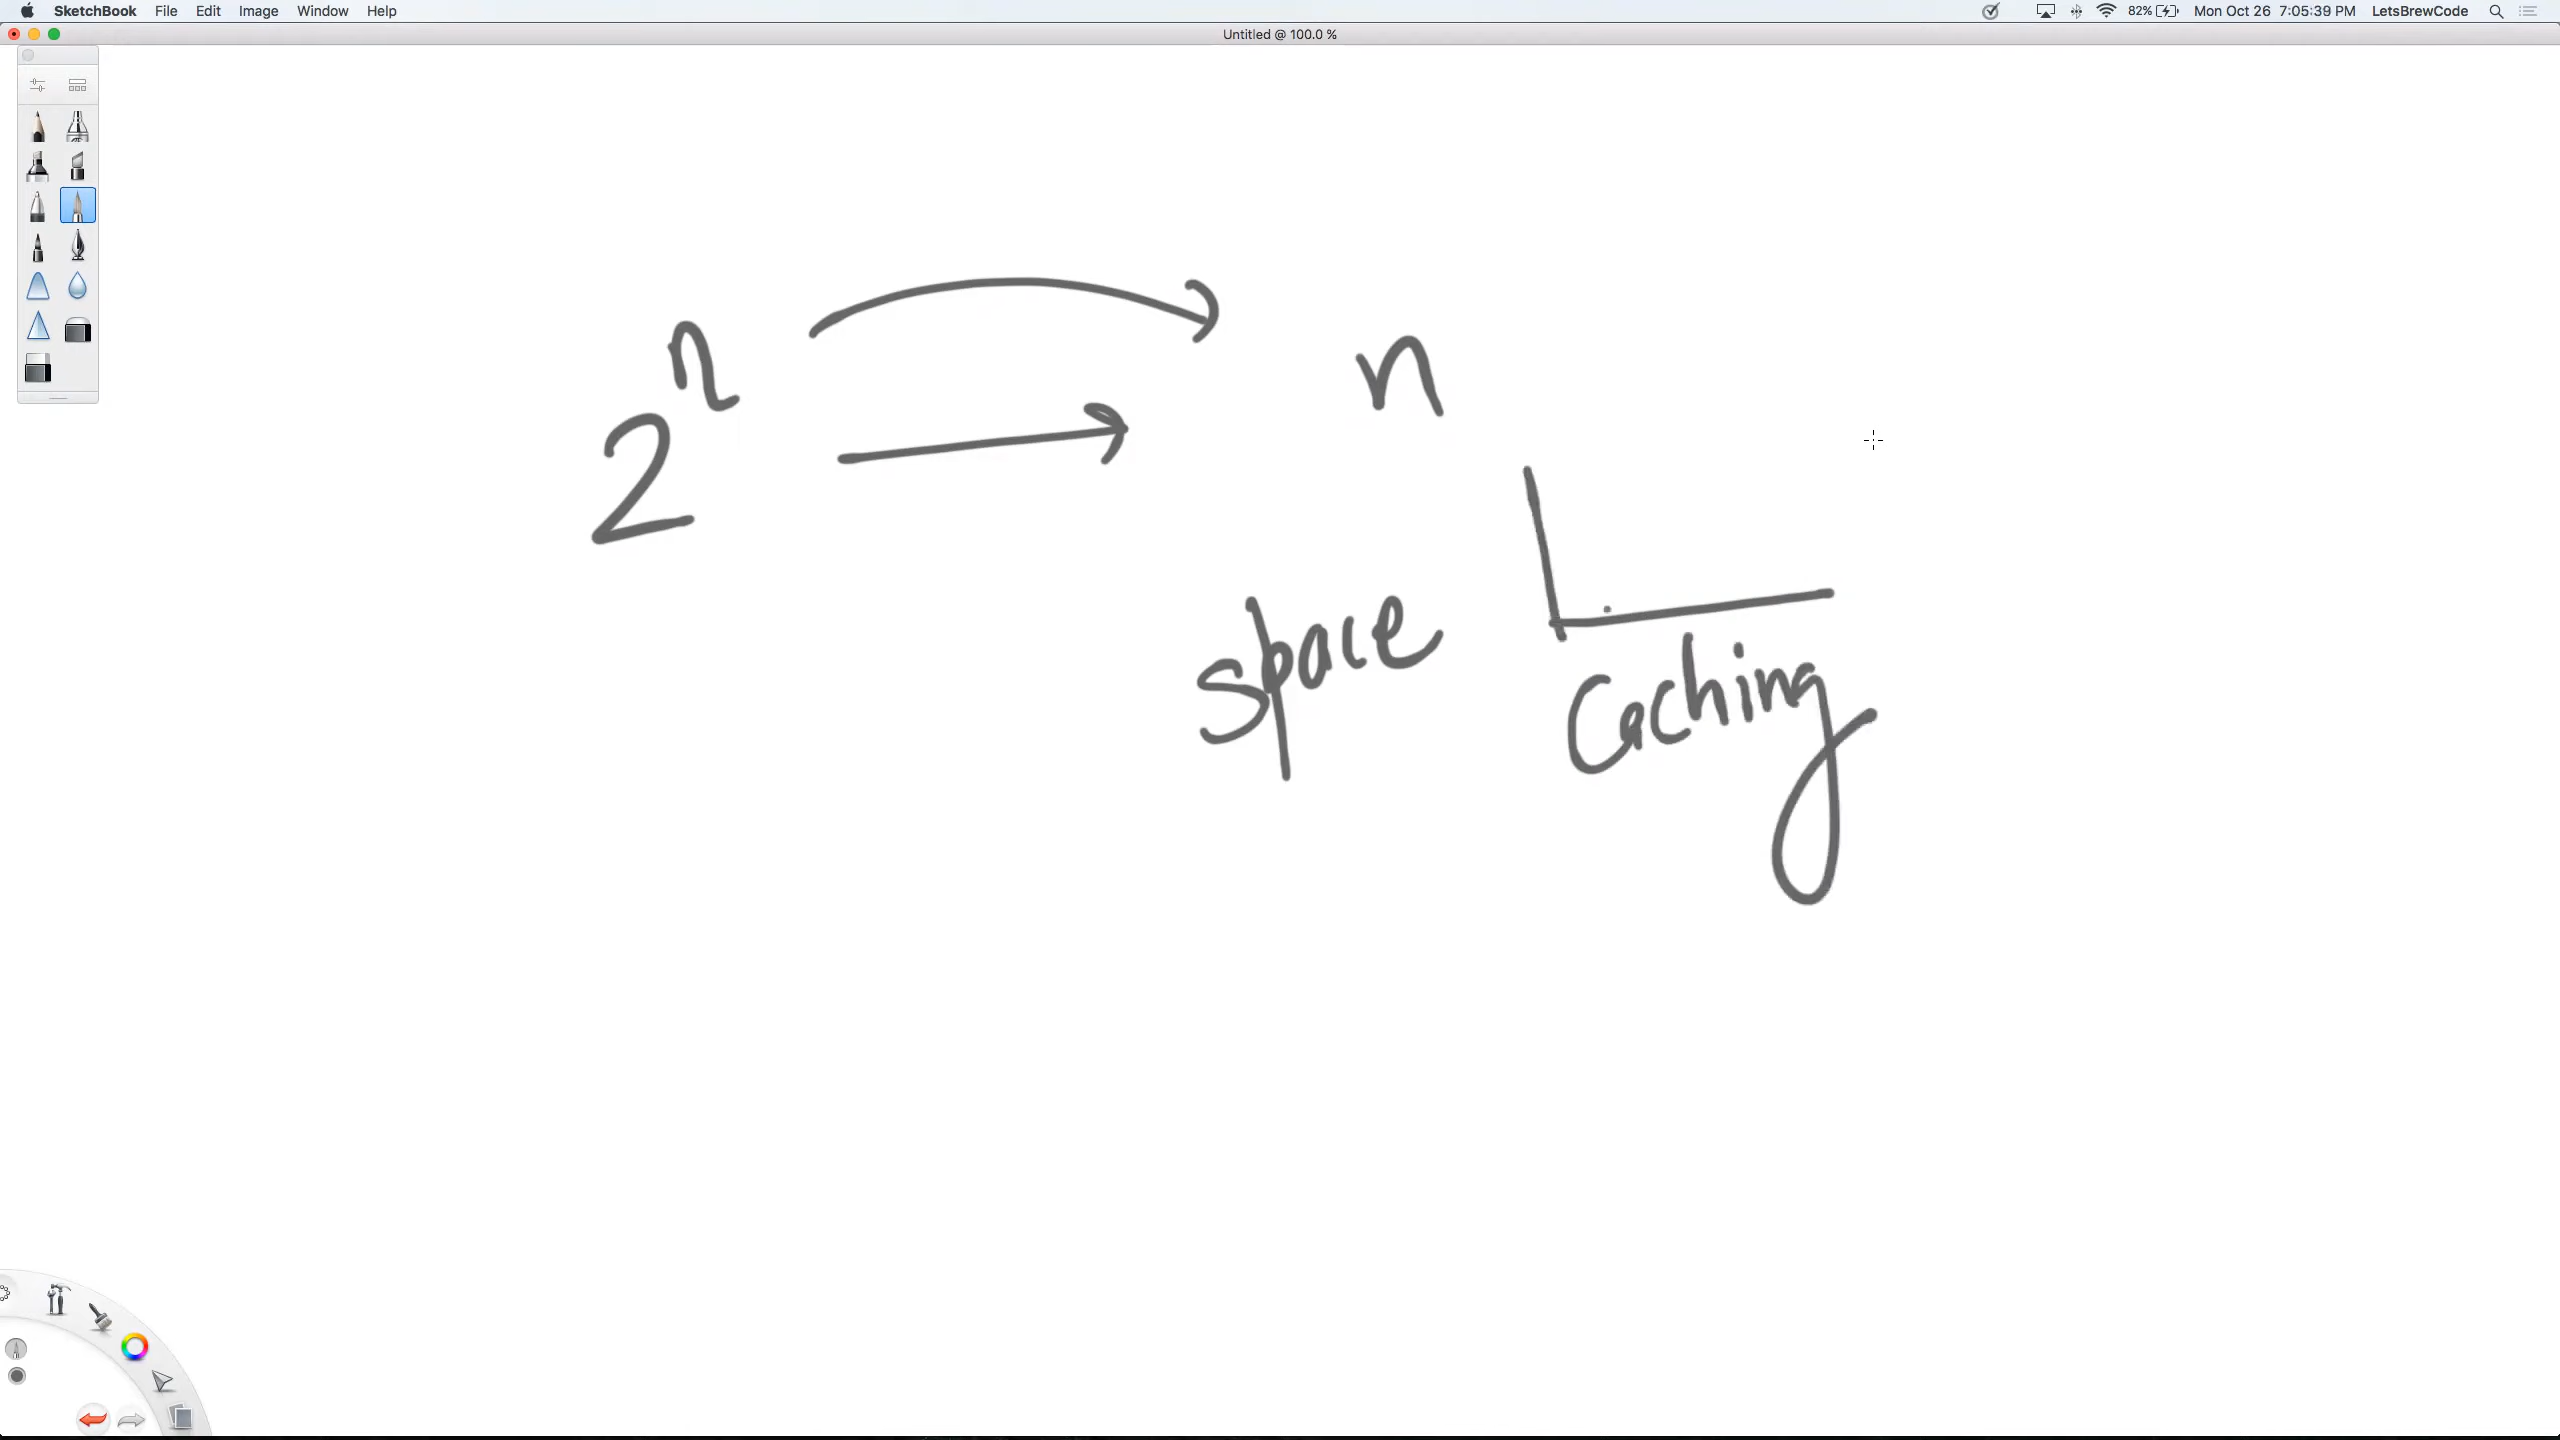 SketchBook File Edit Image Window Help 82% Mon Oct 26 7:05:39 PM LetsBrewCode
Untitled @ 100.0 %
2ⁿ n
space
Caching